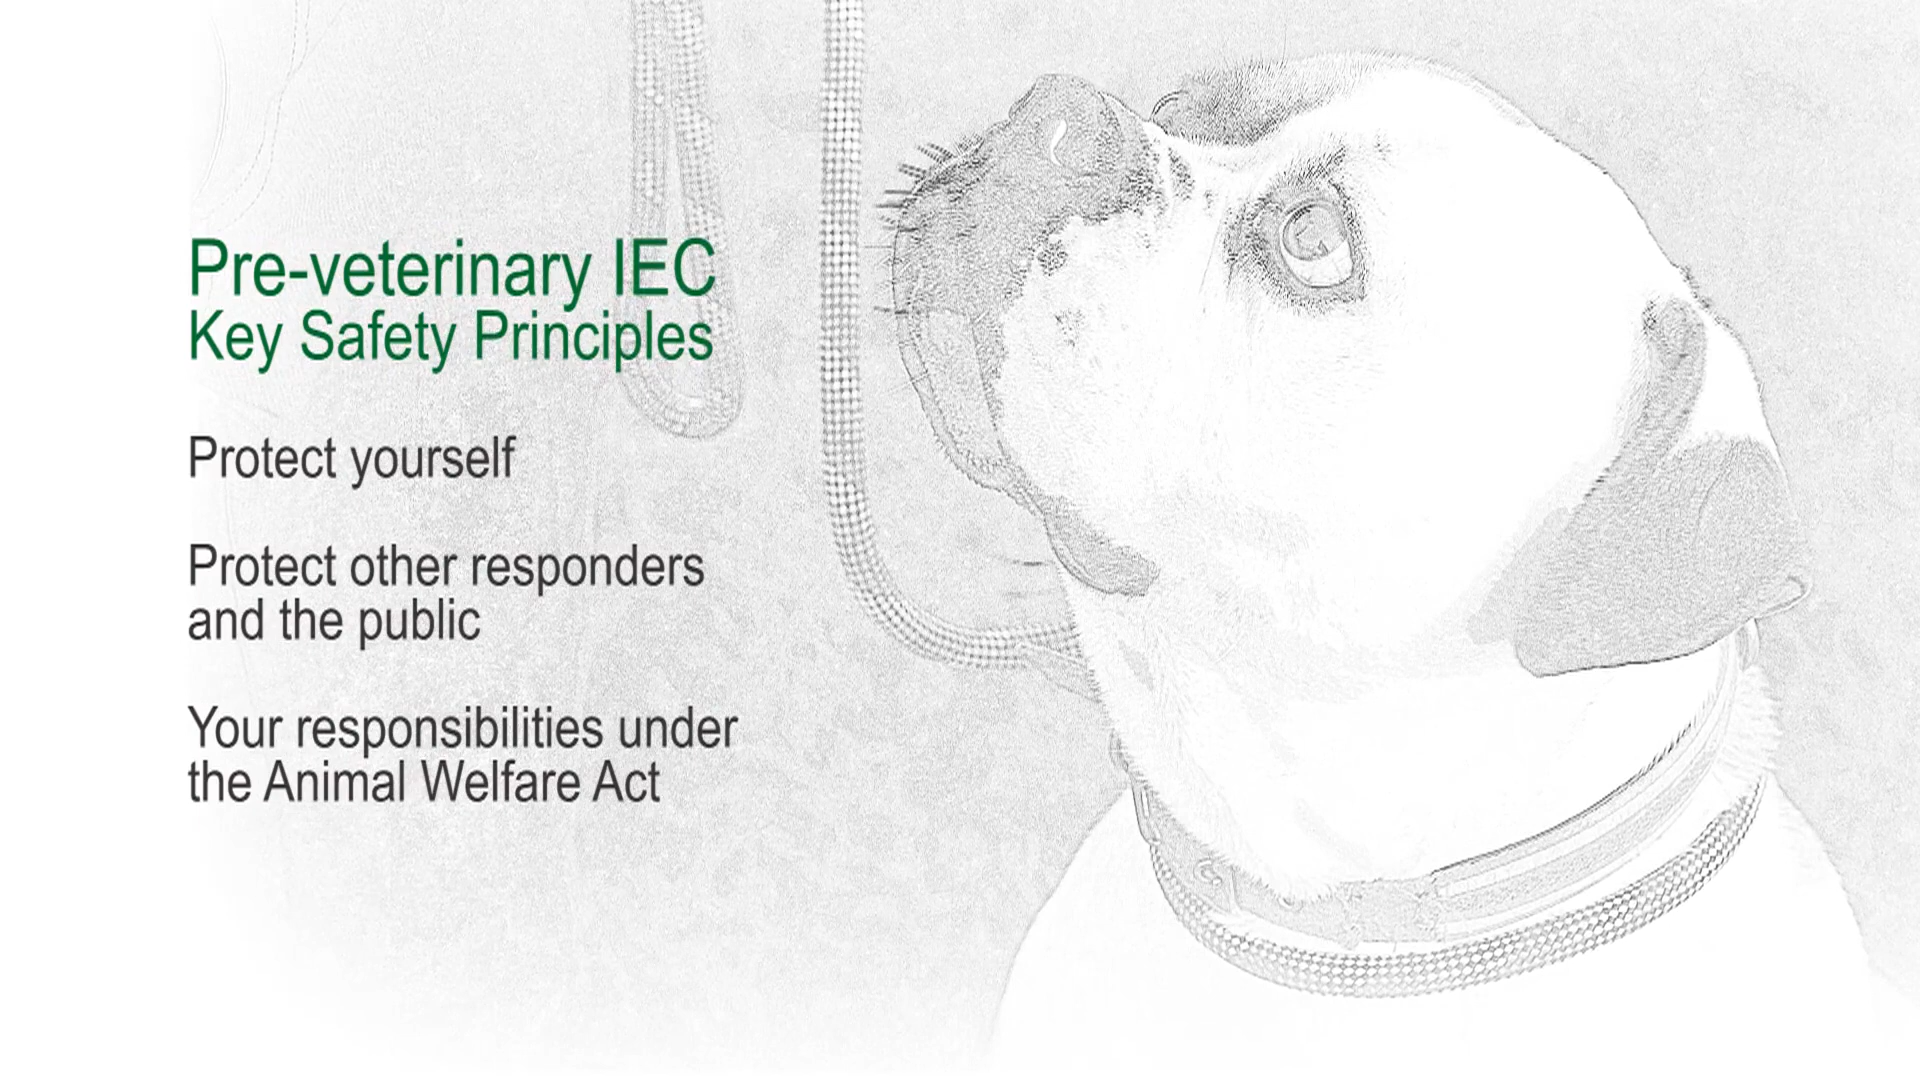 Pre-veterinary IEC
Key Safety Principles
Protect yourself
Protect other responders
and the public
Your responsibilities under
the Animal Welfare Act